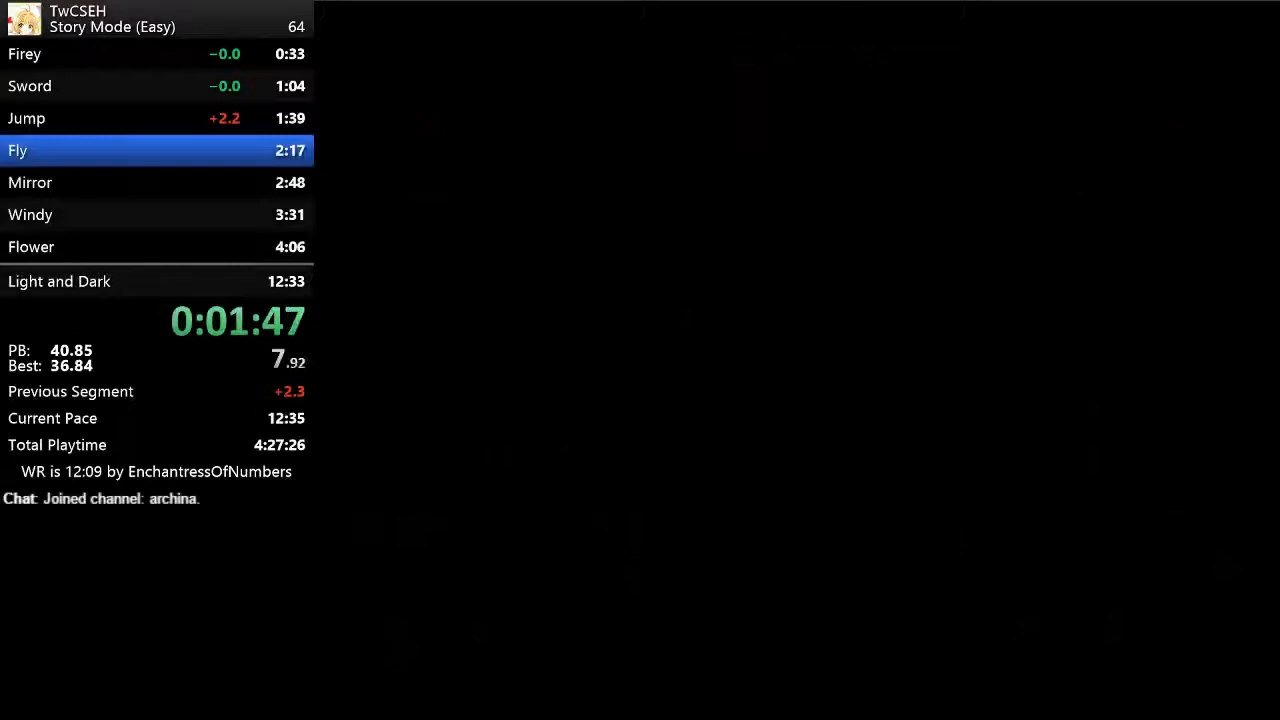 TwCSEH
Story Mode (Easy) 64
Firey −0.0 0:33
Sword −0.0 1:04
Jump +2.2 1:39
Fly 2:17
Mirror 2:48
Windy 3:31
Flower 4:06
Light and Dark 12:33
0:01:47
PB: 40.85
Best: 36.84
7.92
Previous Segment +2.3
Current Pace 12:35
Total Playtime 4:27:26
WR is 12:09 by EnchantressOfNumbers
Chat: Joined channel: archina.